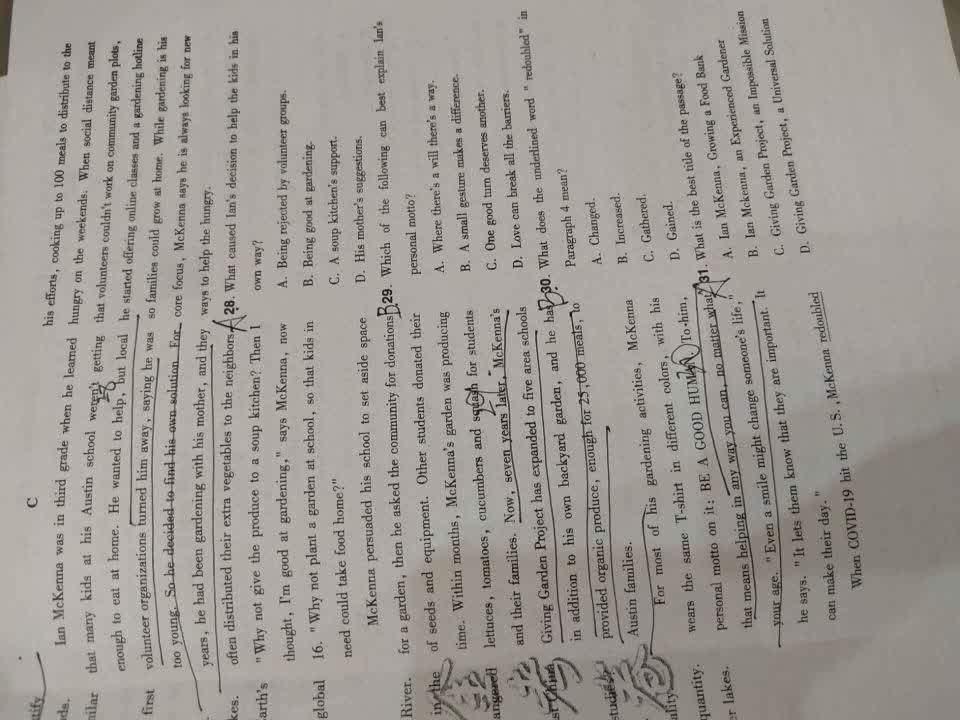 tify
ds.
milar
first
kes.
arth's
global
River.
in the
angered
st China
studies
ality
quantity.
er lakes.
C
Ian McKenna was in third grade when he learned
that many kids at his Austin school weren't getting
enough to eat at home. He wanted to help, but local
volunteer organizations turned him away, saying he was
too young. So he decided to find his own solution. For
years, he had been gardening with his mother, and they
often distributed their extra vegetables to the neighbors.
"Why not give the produce to a soup kitchen? Then I
thought, I'm good at gardening," says McKenna, now
16. "Why not plant a garden at school, so that kids in
need could take food home?"
McKenna persuaded his school to set aside space
for a garden, then he asked the community for donations
of seeds and equipment. Other students donated their
time. Within months, McKenna's garden was producing
lettuces, tomatoes, cucumbers and squash for students
and their families. Now, seven years later, McKenna's
Giving Garden Project has expanded to five area schools
in addition to his own backyard garden, and he has
provided organic produce, enough for 25,000 meals, to
Austin families.
For most of his gardening activities, McKenna
wears the same T-shirt in different colors, with his
personal motto on it: BE A GOOD HUMAN. To him,
that means helping in any way you can, no matter what
your age. "Even a smile might change someone's life,"
he says. "It lets them know that they are important. It
can make their day."
When COVID-19 hit the U.S., McKenna redoubled
his efforts, cooking up to 100 meals to distribute to the
hungry on the weekends. When social distance meant
that volunteers couldn't work on community garden plots,
he started offering online classes and a gardening hotline
so families could grow at home. While gardening is his
core focus, McKenna says he is always looking for new
ways to help the hungry.
A 28. What caused Ian's decision to help the kids in his
own way?
A. Being rejected by volunteer groups.
B. Being good at gardening.
C. A soup kitchen's support.
D. His mother's suggestions.
B 29. Which of the following can best explain Ian's
personal motto?
A. Where there's a will there's a way.
B. A small gesture makes a difference.
C. One good turn deserves another.
D. Love can break all the barriers.
B 30. What does the underlined word "redoubled" in
Paragraph 4 mean?
A. Changed.
B. Increased.
C. Gathered.
D. Gained.
A 31. What is the best title of the passage?
A. Ian McKenna, Growing a Food Bank
B. Ian Mckenna, an Experienced Gardener
C. Giving Garden Project, an Impossible Mission
D. Giving Garden Project, a Universal Solution